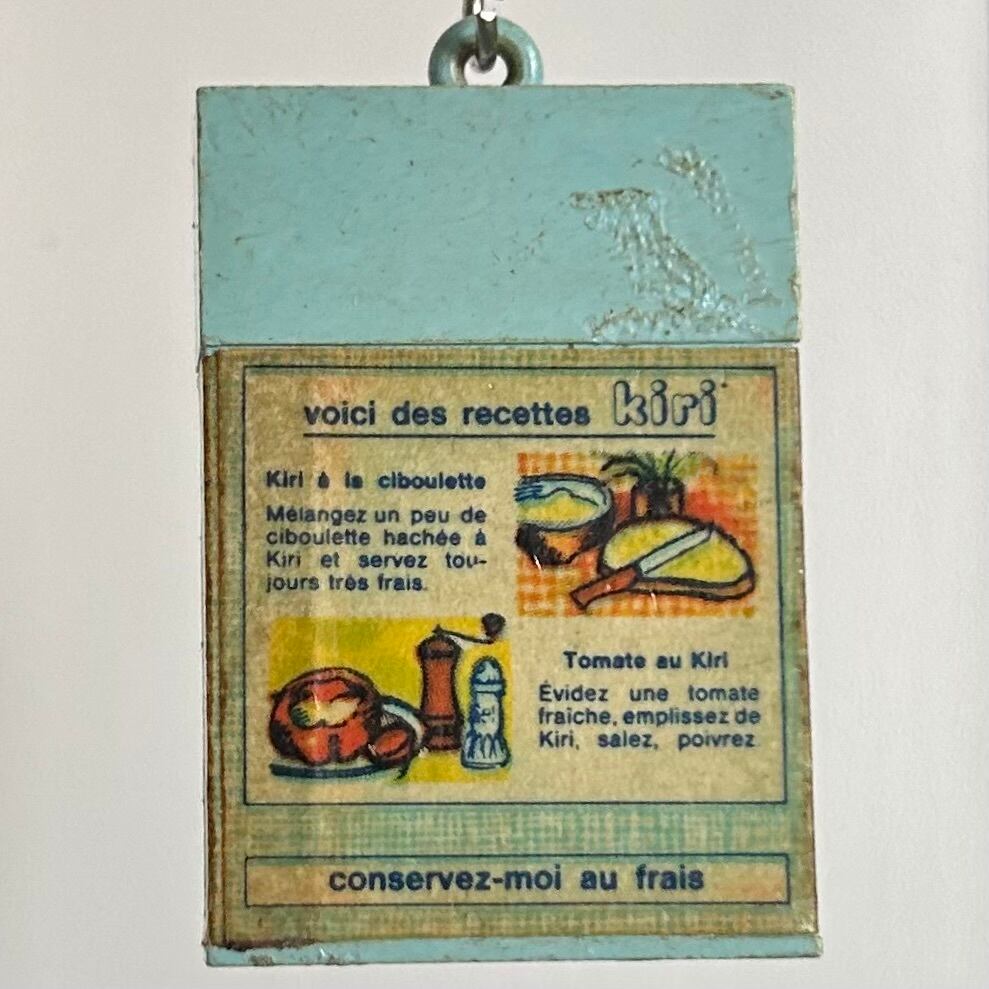 voici des recettes kiri
Kiri à la ciboulette
Mélangez un peu de
ciboulette hachée à
Kiri et servez tou-
jours très frais.
Tomate au Kiri
Évidez une tomate
fraîche, emplissez de
Kiri, salez, poivrez.
conservez-moi au frais